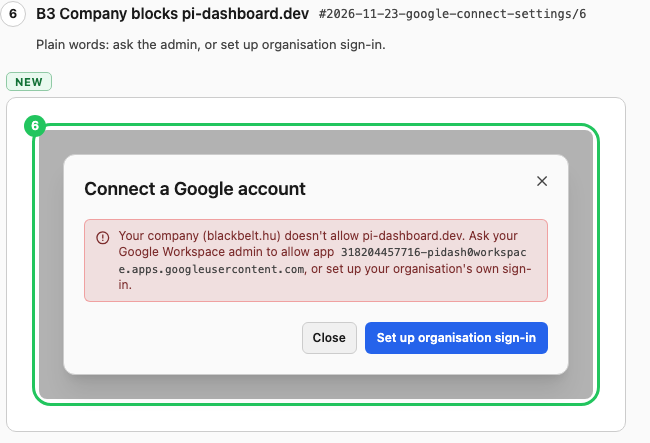 6 B3 Company blocks pi-dashboard.dev #2026-11-23-google-connect-settings/6
Plain words: ask the admin, or set up organisation sign-in.
NEW
6
Connect a Google account
Your company (blackbelt.hu) doesn't allow pi-dashboard.dev. Ask your
Google Workspace admin to allow app 318204457716-pidash0workspac
e.apps.googleusercontent.com, or set up your organisation's own sign-
in.
Close Set up organisation sign-in